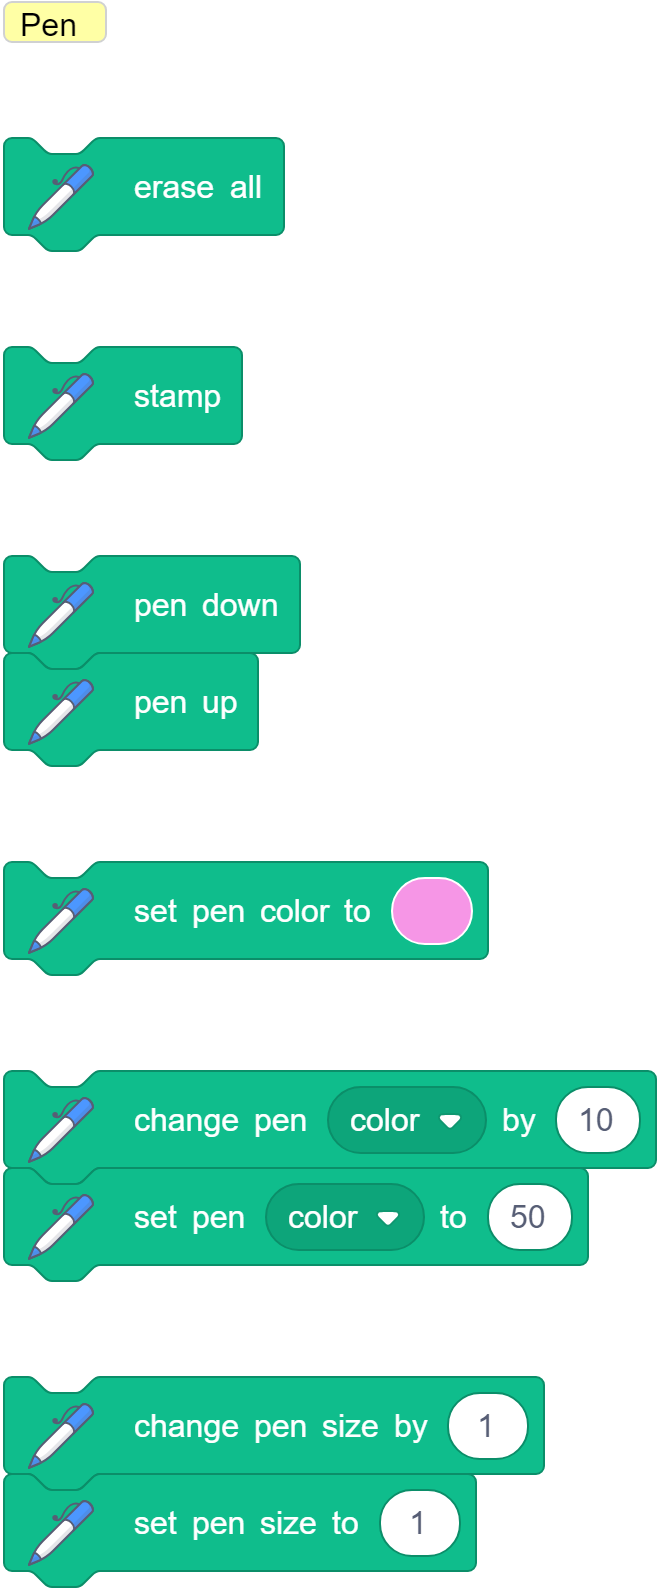 Pen
erase all
stamp
pen down
pen up
set pen color to
change pen color by 10
set pen color to 50
change pen size by 1
set pen size to 1